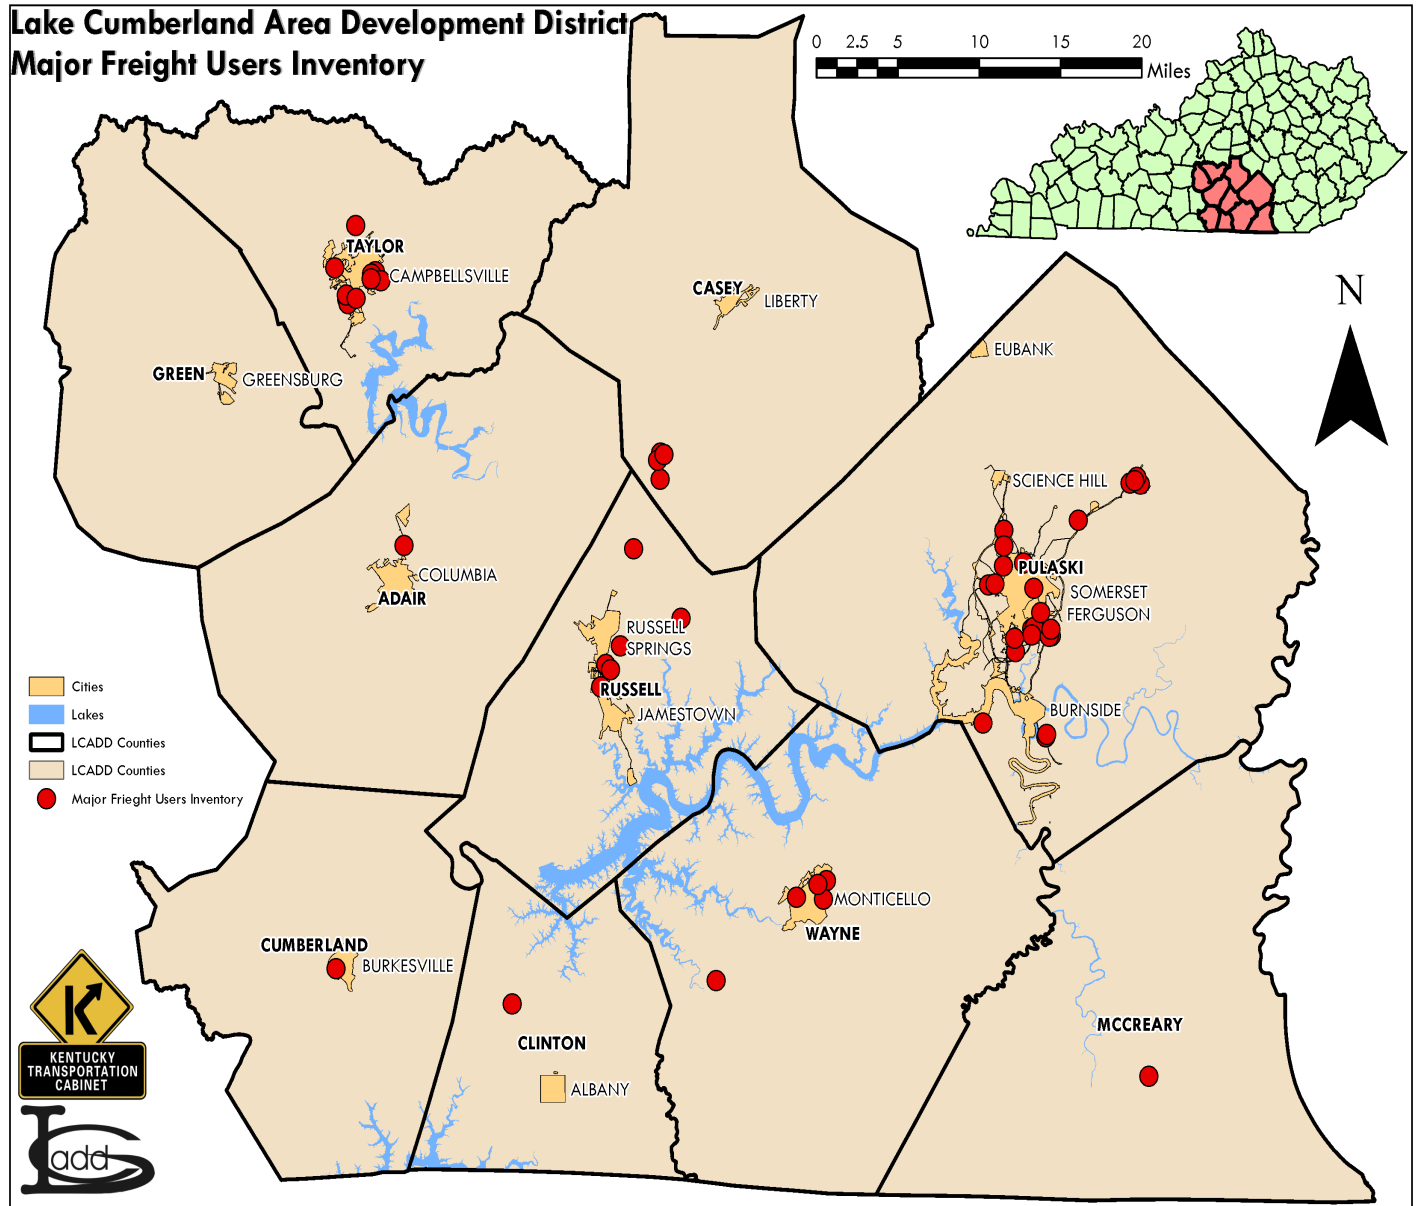 Lake Cumberland Area Development District
Major Freight Users Inventory
0 2.5 5 10 15 20
Miles
N
TAYLOR
CAMPBELLSVILLE
CASEY
LIBERTY
EUBANK
GREEN
GREENSBURG
SCIENCE HILL
PULASKI
SOMERSET
FERGUSON
COLUMBIA
ADAIR
RUSSELL
SPRINGS
RUSSELL
JAMESTOWN
BURNSIDE
Cities
Lakes
LCADD Counties
LCADD Counties
Major Frieght Users Inventory
MONTICELLO
WAYNE
CUMBERLAND
BURKESVILLE
CLINTON
ALBANY
MCCREARY
KENTUCKY
TRANSPORTATION
CABINET
LC add